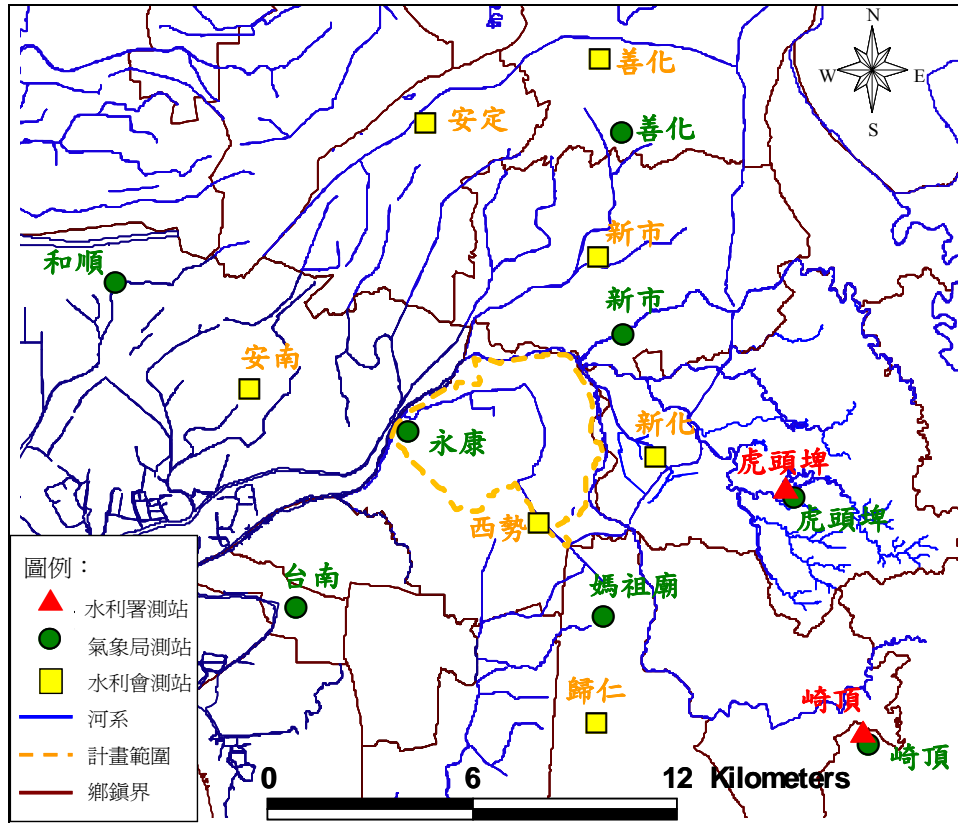 N
W
E
S
善化
安定
善化
新市
和順
新市
安南
新化
永康
虎頭埤
虎頭埤
西勢
台南
媽祖廟
歸仁
崎頂
崎頂
圖例：
水利署測站
氣象局測站
水利會測站
河系
計畫範圍
鄉鎮界
0 6 12 Kilometers